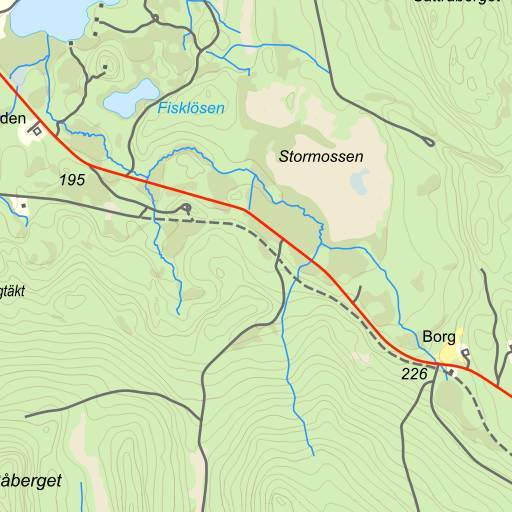 Fisklösen
den
Stormossen
195
gtäkt
Borg
226
åberget